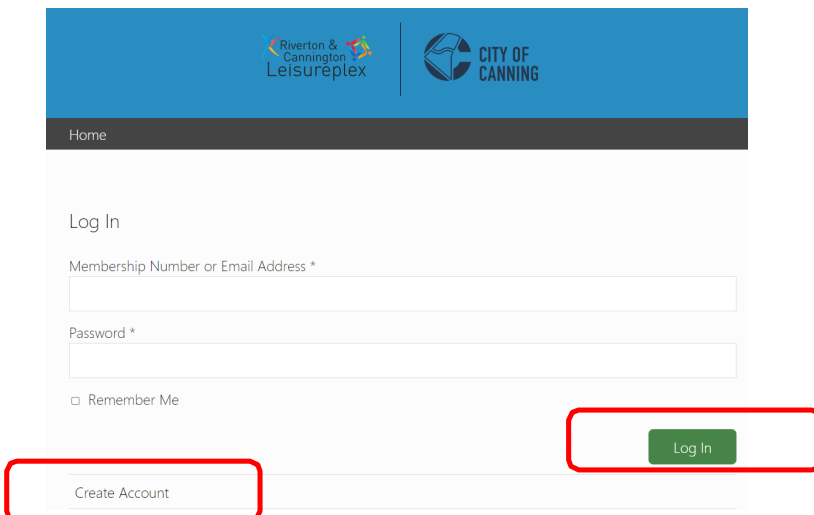 Riverton &
Cannington
Leisureplex
CITY OF
CANNING
Home
Log In
Membership Number or Email Address *
Password *
Remember Me
Log In
Create Account